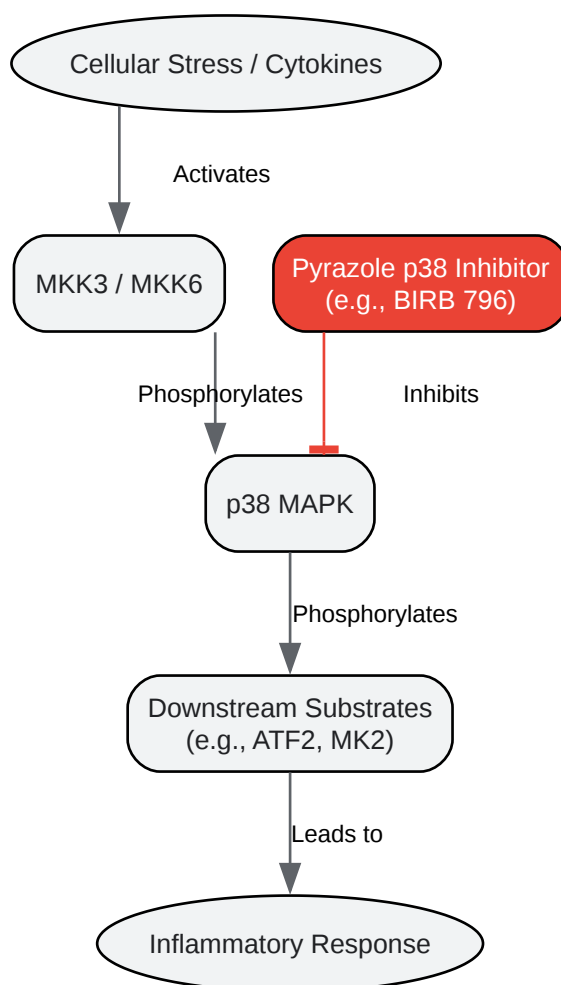 Cellular Stress / Cytokines
Activates
MKK3 / MKK6
Pyrazole p38 Inhibitor
(e.g., BIRB 796)
Phosphorylates
Inhibits
p38 MAPK
Phosphorylates
Downstream Substrates
(e.g., ATF2, MK2)
Leads to
Inflammatory Response